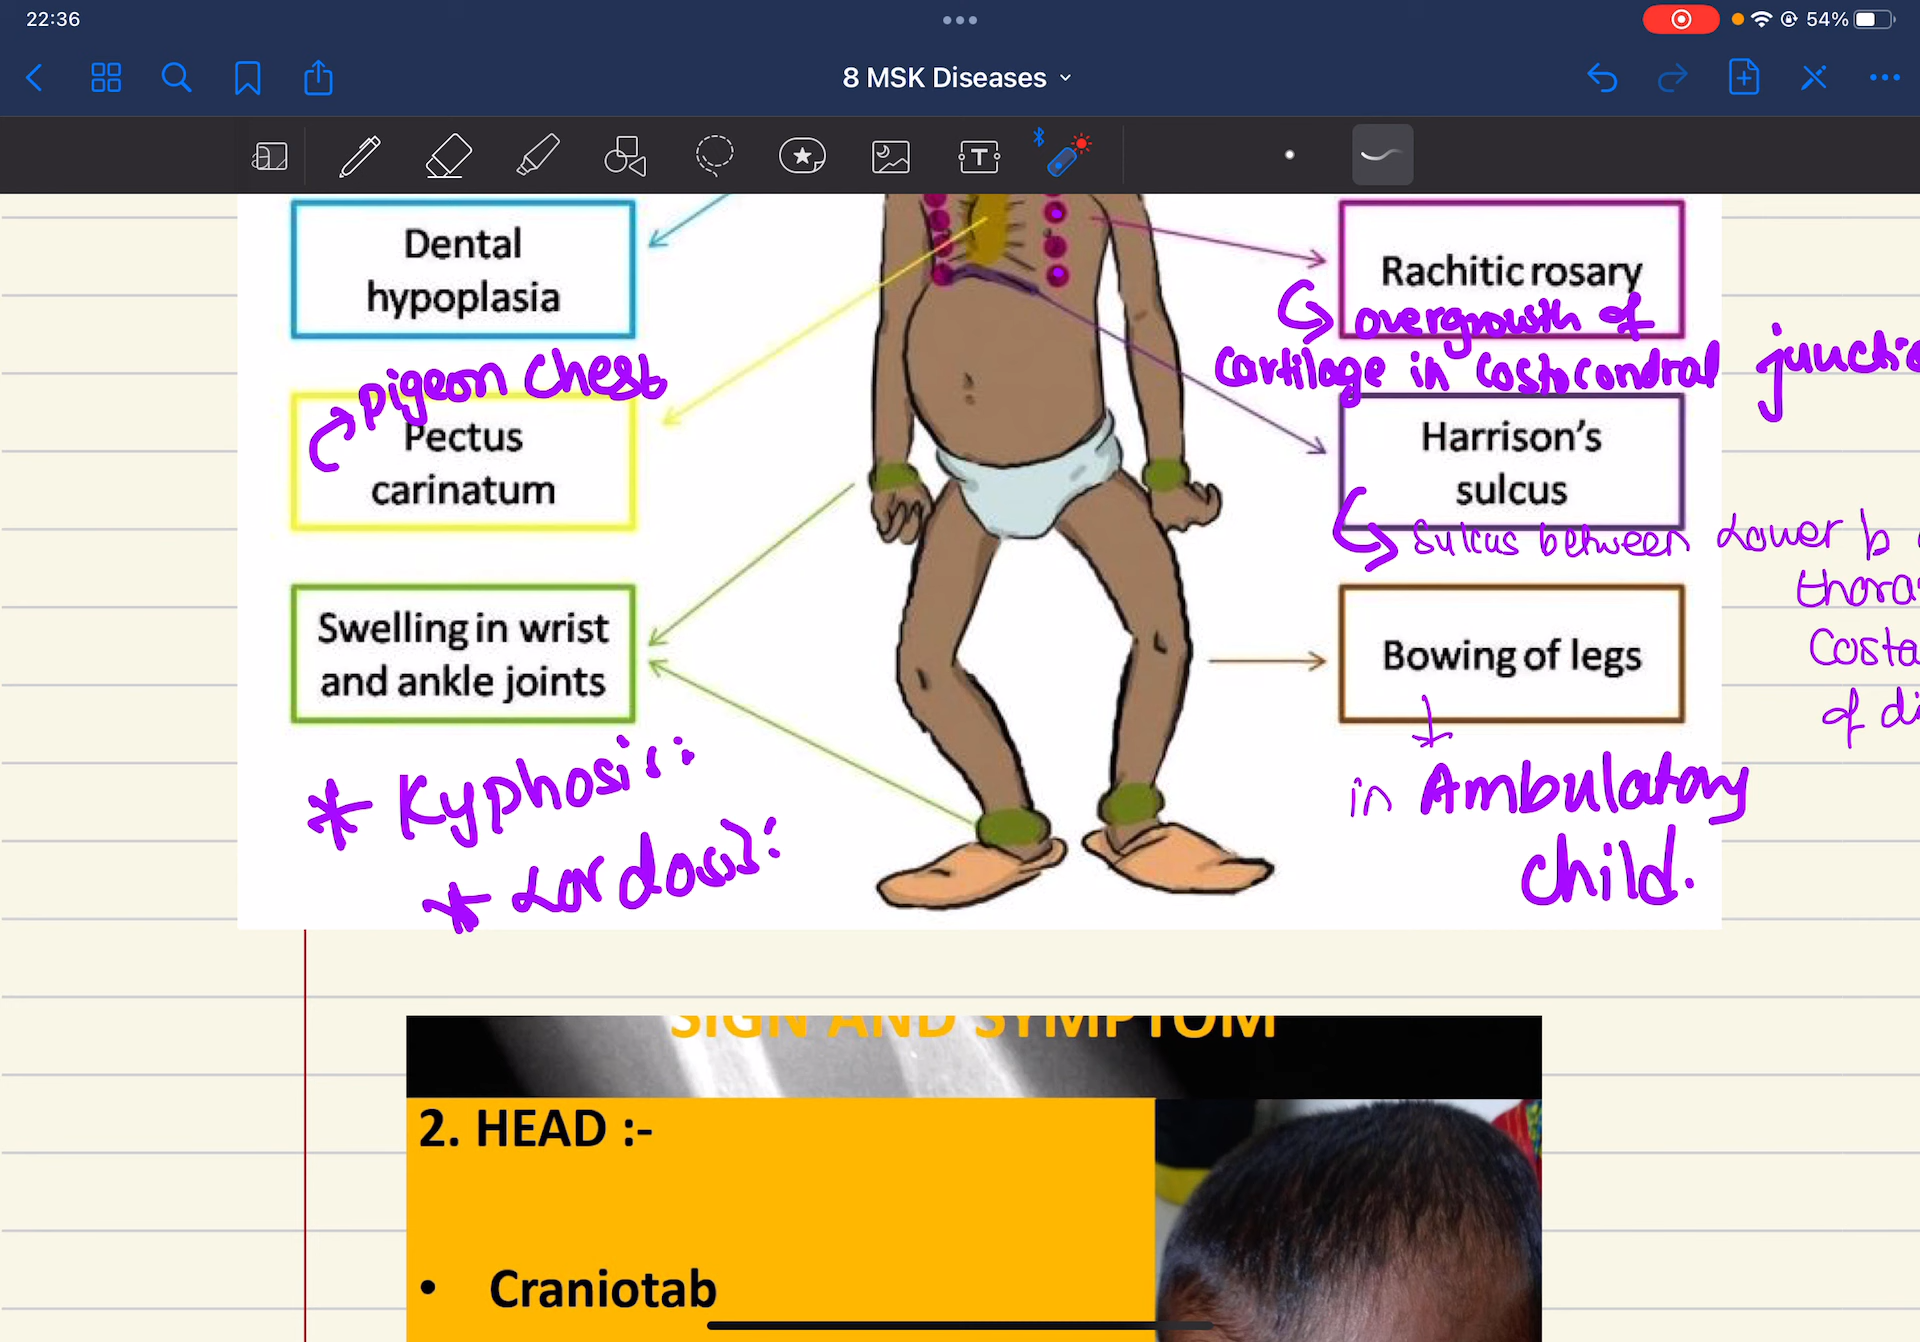 22:36
54%
8 MSK Diseases
Dental
hypoplasia
Rachitic rosary
overgrowth of
Cartilage in Costocondral
pigeon Chest
Pectus
carinatum
Harrison's
sulcus
Sulcus between Lower b
Swelling in wrist
and ankle joints
Bowing of legs
of
* Kyphosis:
* Lordosis:
in Ambulatory
child.
SIGN AND SYMPTOM
2. HEAD :-
• Craniotab